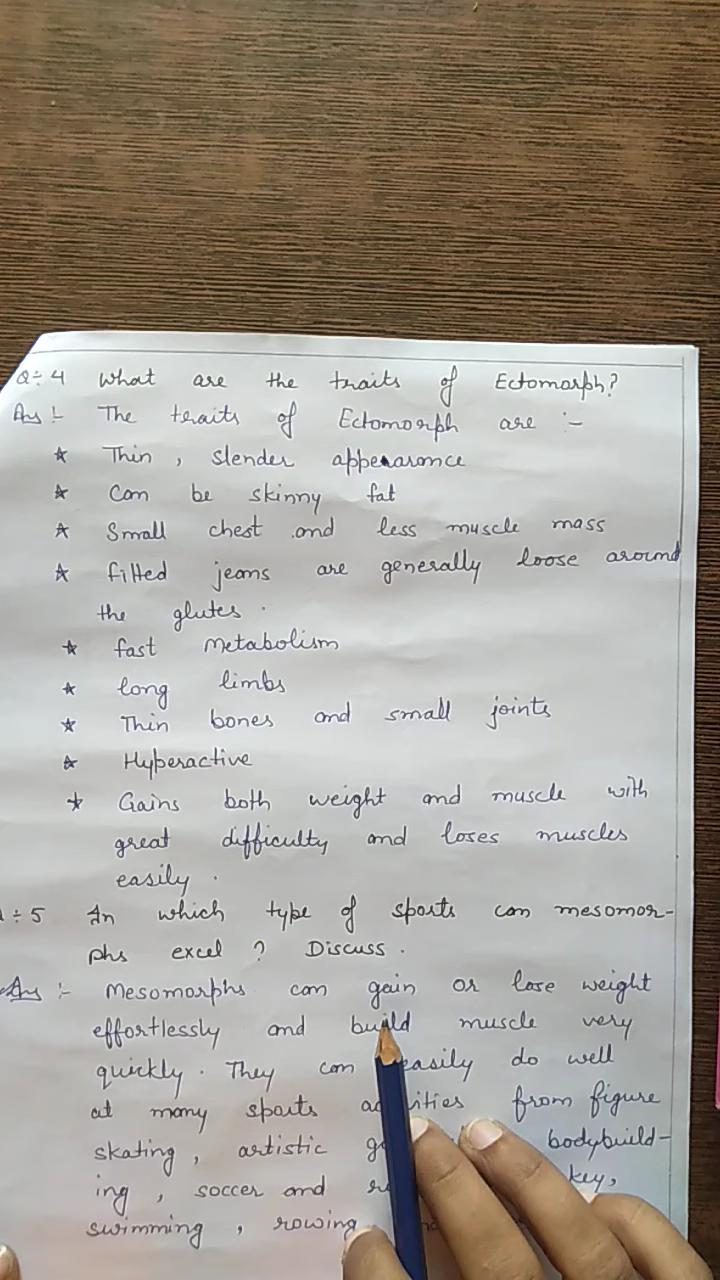 Q÷4 What are the traits of Ectomorph?
Ans :- The traits of Ectomorph are :-
★ Thin, slender appearance
★ Can be skinny fat
★ Small chest and less muscle mass
★ fitted jeans are generally loose around
the glutes.
★ fast metabolism
★ long limbs
★ Thin bones and small joints
★ Hyperactive
★ Gains both weight and muscle with
great difficulty and loses muscles
easily.
÷5 In which type of sports can mesomor-
phs excel? Discuss.
Ans :- Mesomorphs can gain or lose weight
effortlessly and build muscle very
quickly. They can easily do well
at many sports from figure
skating, artistic bodybuild-
ing, soccer and
swimming, rowing